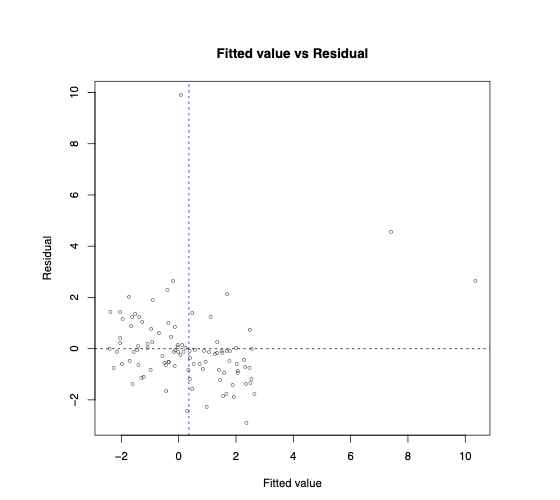 Fitted value vs Residual
10
8
6
4
2
0
−2
Residual
−2 0 2 4 6 8 10
Fitted value